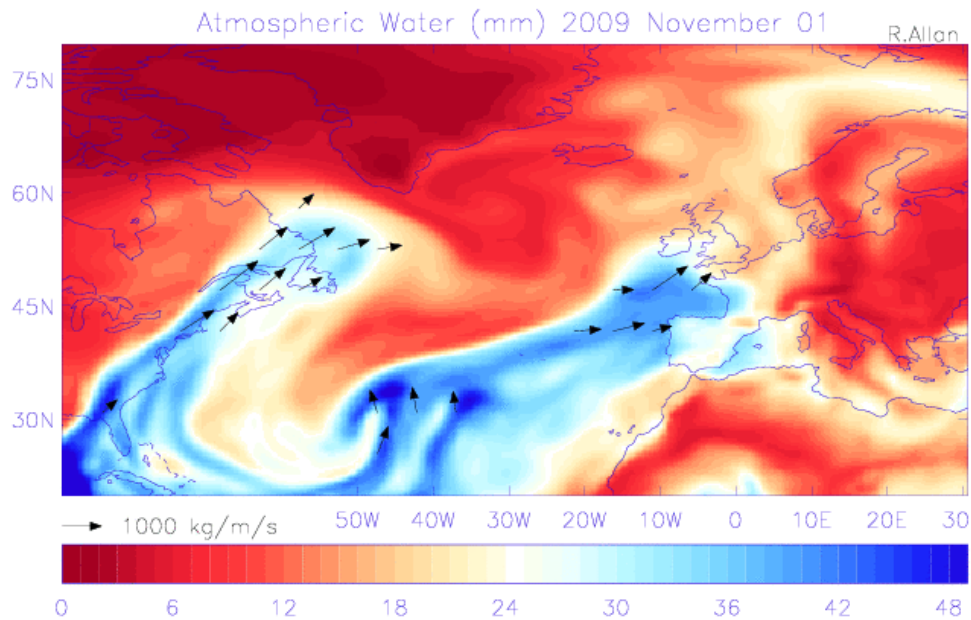 Atmospheric Water (mm) 2009 November 01
R.Allan
75N
60N
45N
30N
50W 40W 30W 20W 10W 0 10E 20E 30
1000 kg/m/s
0 6 12 18 24 30 36 42 48